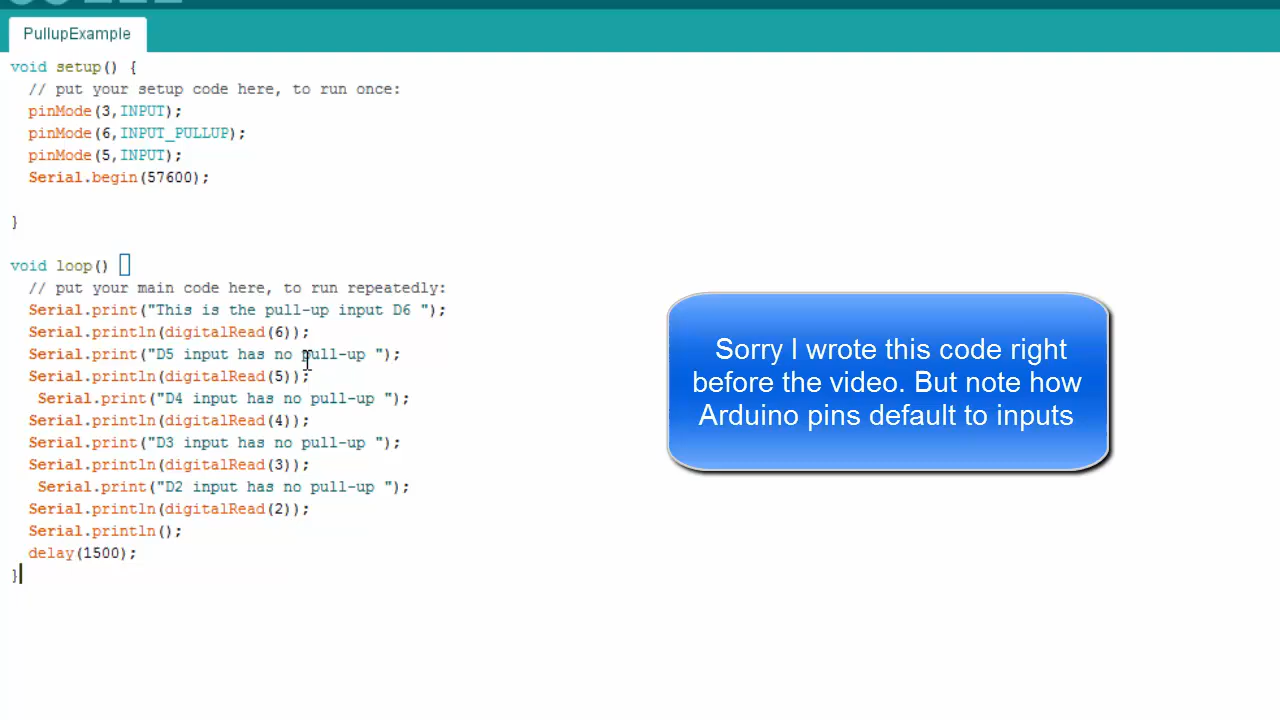 PullupExample
void setup() {
  // put your setup code here, to run once:
  pinMode(3,INPUT);
  pinMode(6,INPUT_PULLUP);
  pinMode(5,INPUT);
  Serial.begin(57600);
}
void loop() {
  // put your main code here, to run repeatedly:
  Serial.print("This is the pull-up input D6 ");
  Serial.println(digitalRead(6));
  Serial.print("D5 input has no pull-up ");
  Serial.println(digitalRead(5));
   Serial.print("D4 input has no pull-up ");
  Serial.println(digitalRead(4));
  Serial.print("D3 input has no pull-up ");
  Serial.println(digitalRead(3));
   Serial.print("D2 input has no pull-up ");
  Serial.println(digitalRead(2));
  Serial.println();
  delay(1500);
}
Sorry I wrote this code right
before the video. But note how
Arduino pins default to inputs